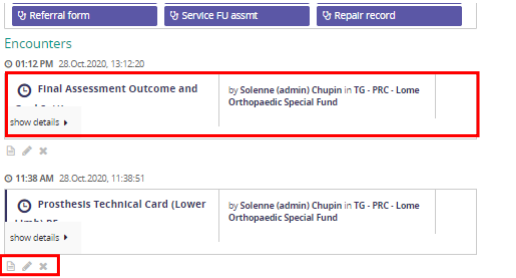 Referral form
Service FU assmt
Repair record
Encounters
01:12 PM 28.Oct.2020, 13:12:20
Final Assessment Outcome and
by Solenne (admin) Chupin in TG - PRC - Lome
Orthopaedic Special Fund
show details
11:38 AM 28.Oct.2020, 11:38:51
Prosthesis Technical Card (Lower
by Solenne (admin) Chupin in TG - PRC - Lome
Orthopaedic Special Fund
show details